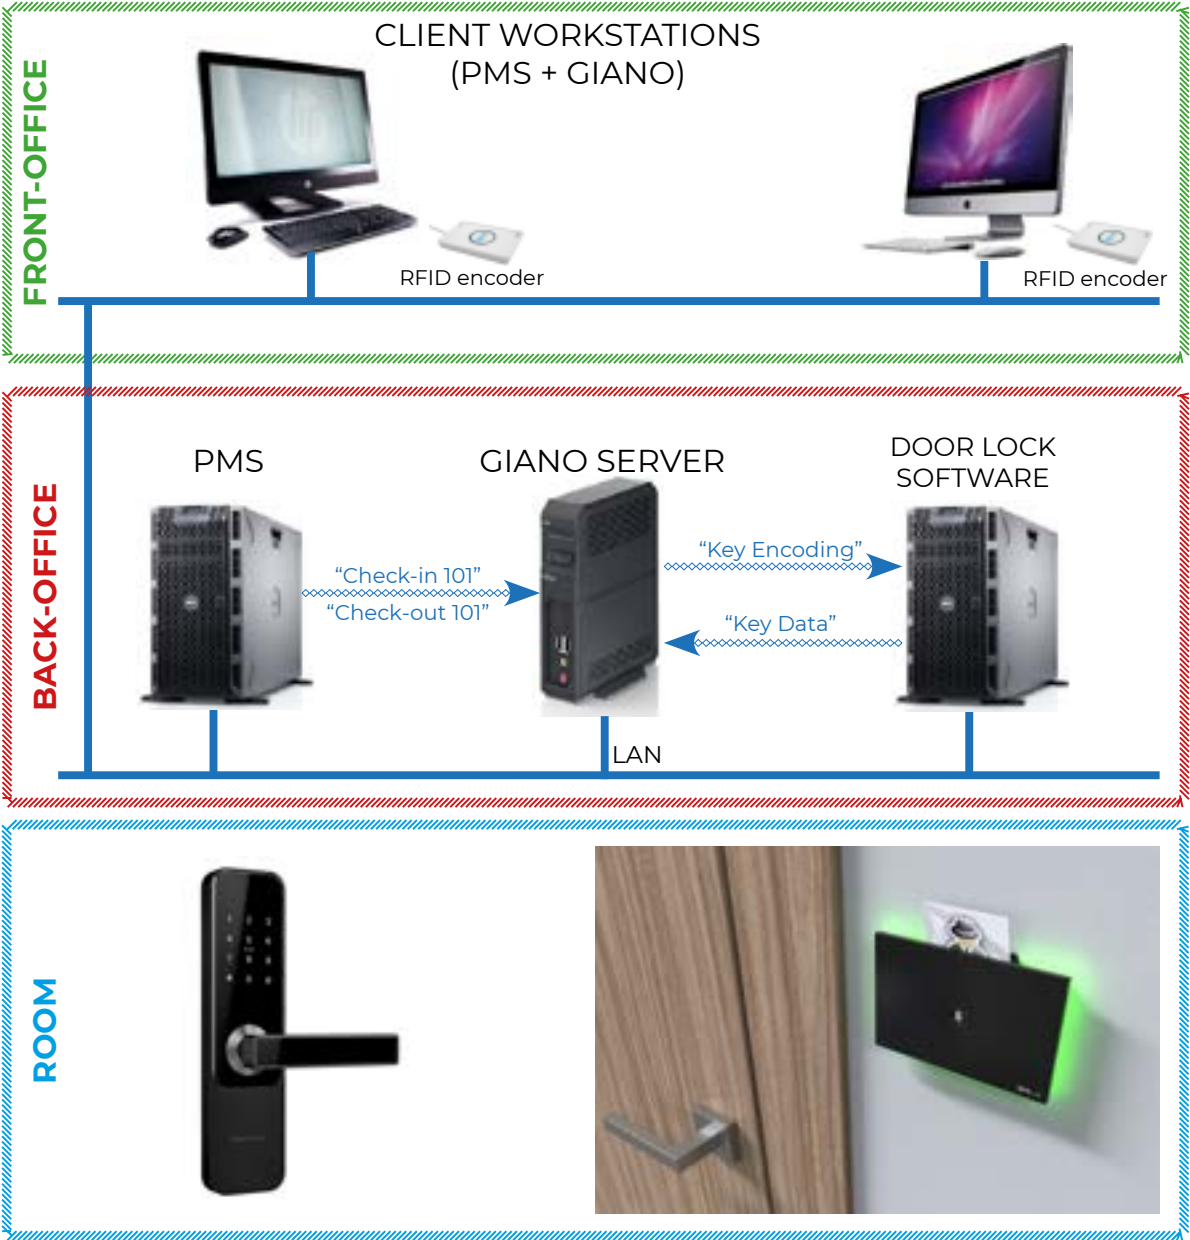 CLIENT WORKSTATIONS
(PMS + GIANO)
FRONT-OFFICE
RFID encoder
RFID encoder
BACK-OFFICE
PMS
GIANO SERVER
DOOR LOCK
SOFTWARE
“Check-in 101”
“Check-out 101”
“Key Encoding”
“Key Data”
LAN
ROOM